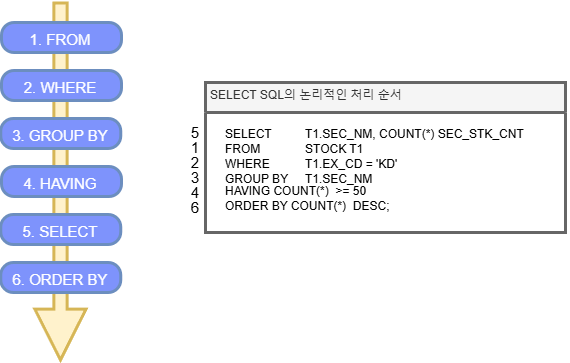 1. FROM
2. WHERE
3. GROUP BY
4. HAVING
5. SELECT
6. ORDER BY
SELECT SQL의 논리적인 처리 순서
5 SELECT T1.SEC_NM, COUNT(*) SEC_STK_CNT
1 FROM STOCK T1
2 WHERE T1.EX_CD = 'KD'
3 GROUP BY T1.SEC_NM
4 HAVING COUNT(*) >= 50
6 ORDER BY COUNT(*) DESC;